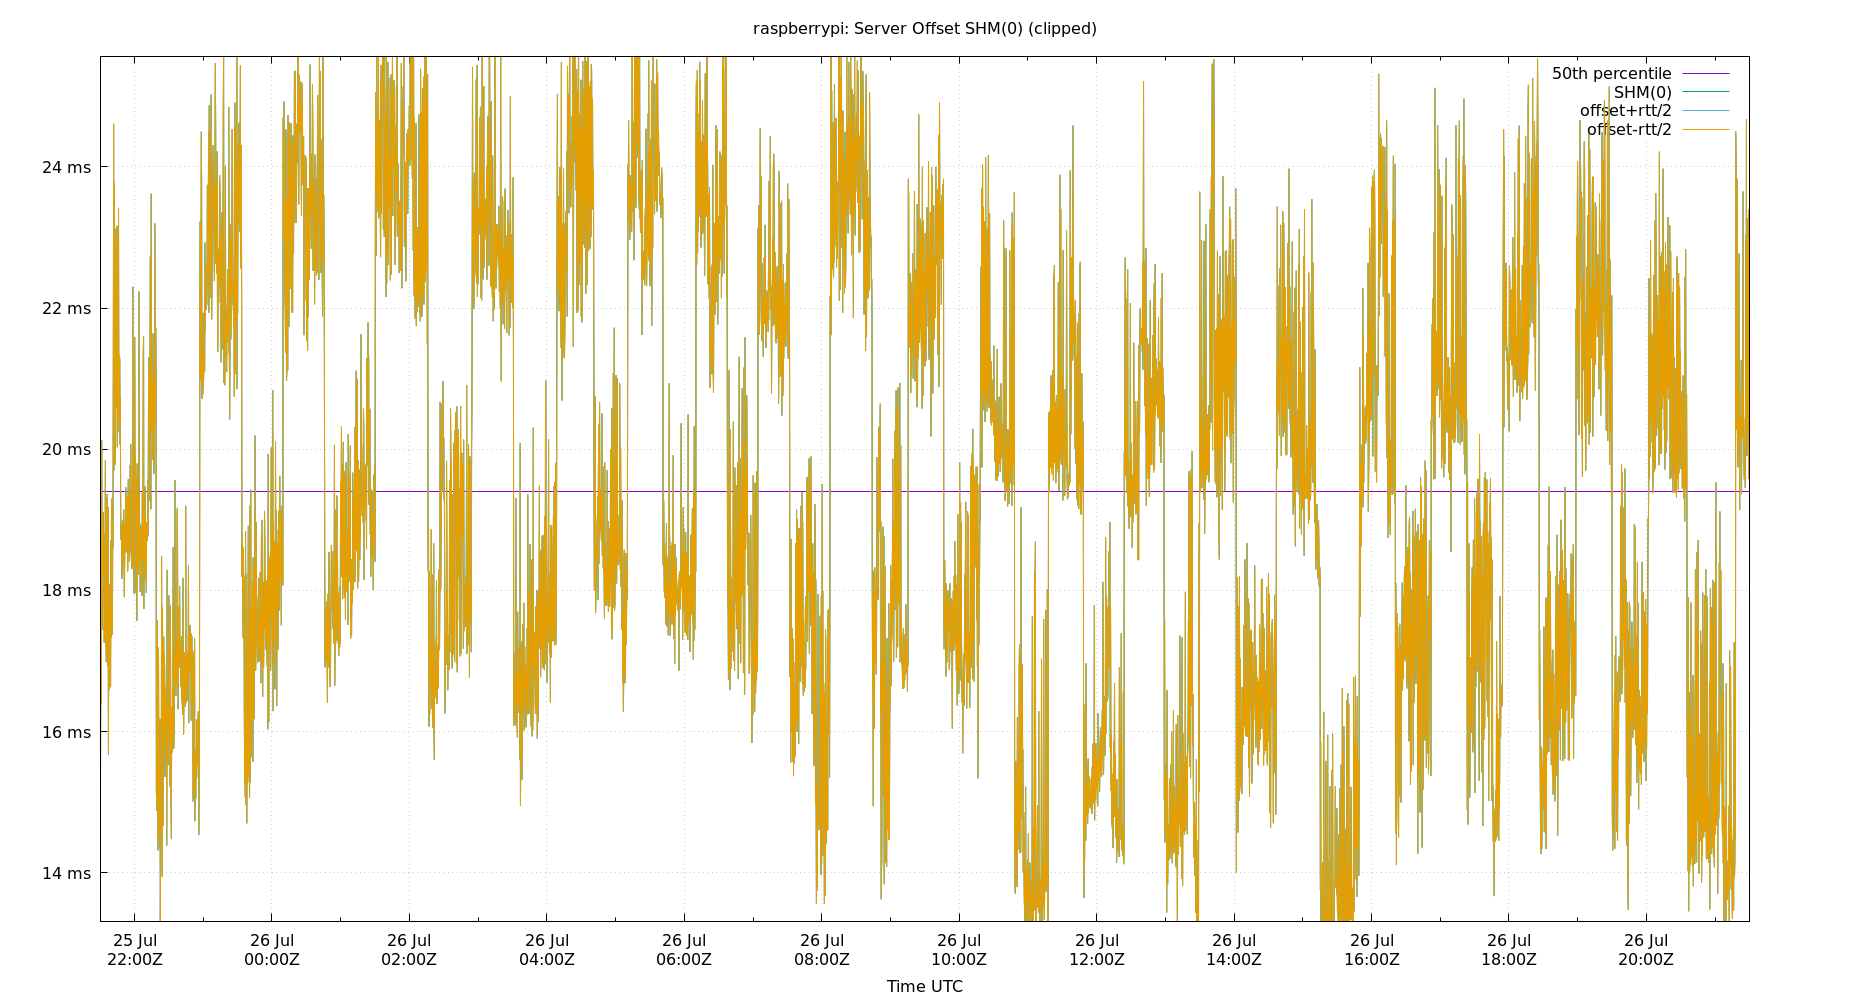 raspberrypi: Server Offset SHM(0) (clipped)
50th percentile
SHM(0)
offset+rtt/2
offset-rtt/2
24 ms
22 ms
20 ms
18 ms
16 ms
14 ms
25 Jul 26 Jul 26 Jul 26 Jul 26 Jul 26 Jul 26 Jul 26 Jul 26 Jul 26 Jul 26 Jul 26 Jul
22:00Z 00:00Z 02:00Z 04:00Z 06:00Z 08:00Z 10:00Z 12:00Z 14:00Z 16:00Z 18:00Z 20:00Z
Time UTC